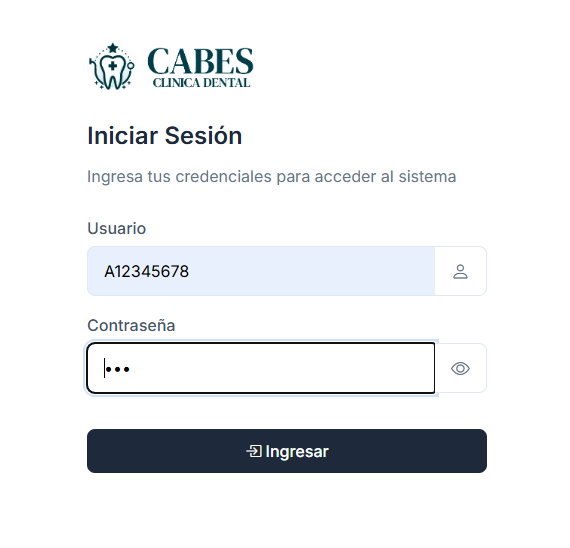 CABES
CLINICA DENTAL
Iniciar Sesión
Ingresa tus credenciales para acceder al sistema
Usuario
A12345678
Contraseña
•••
Ingresar